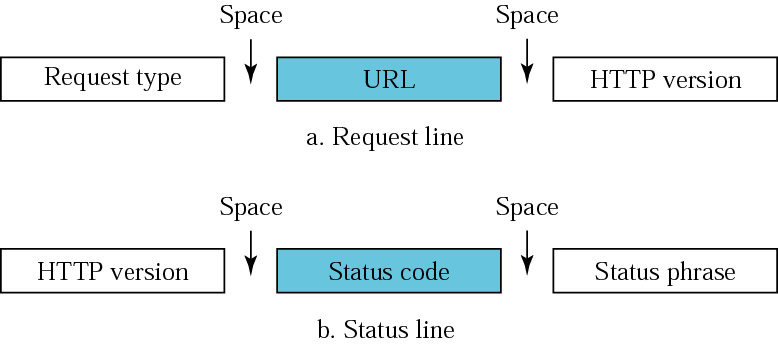 Space Space
Request type URL HTTP version
a. Request line
Space Space
HTTP version Status code Status phrase
b. Status line